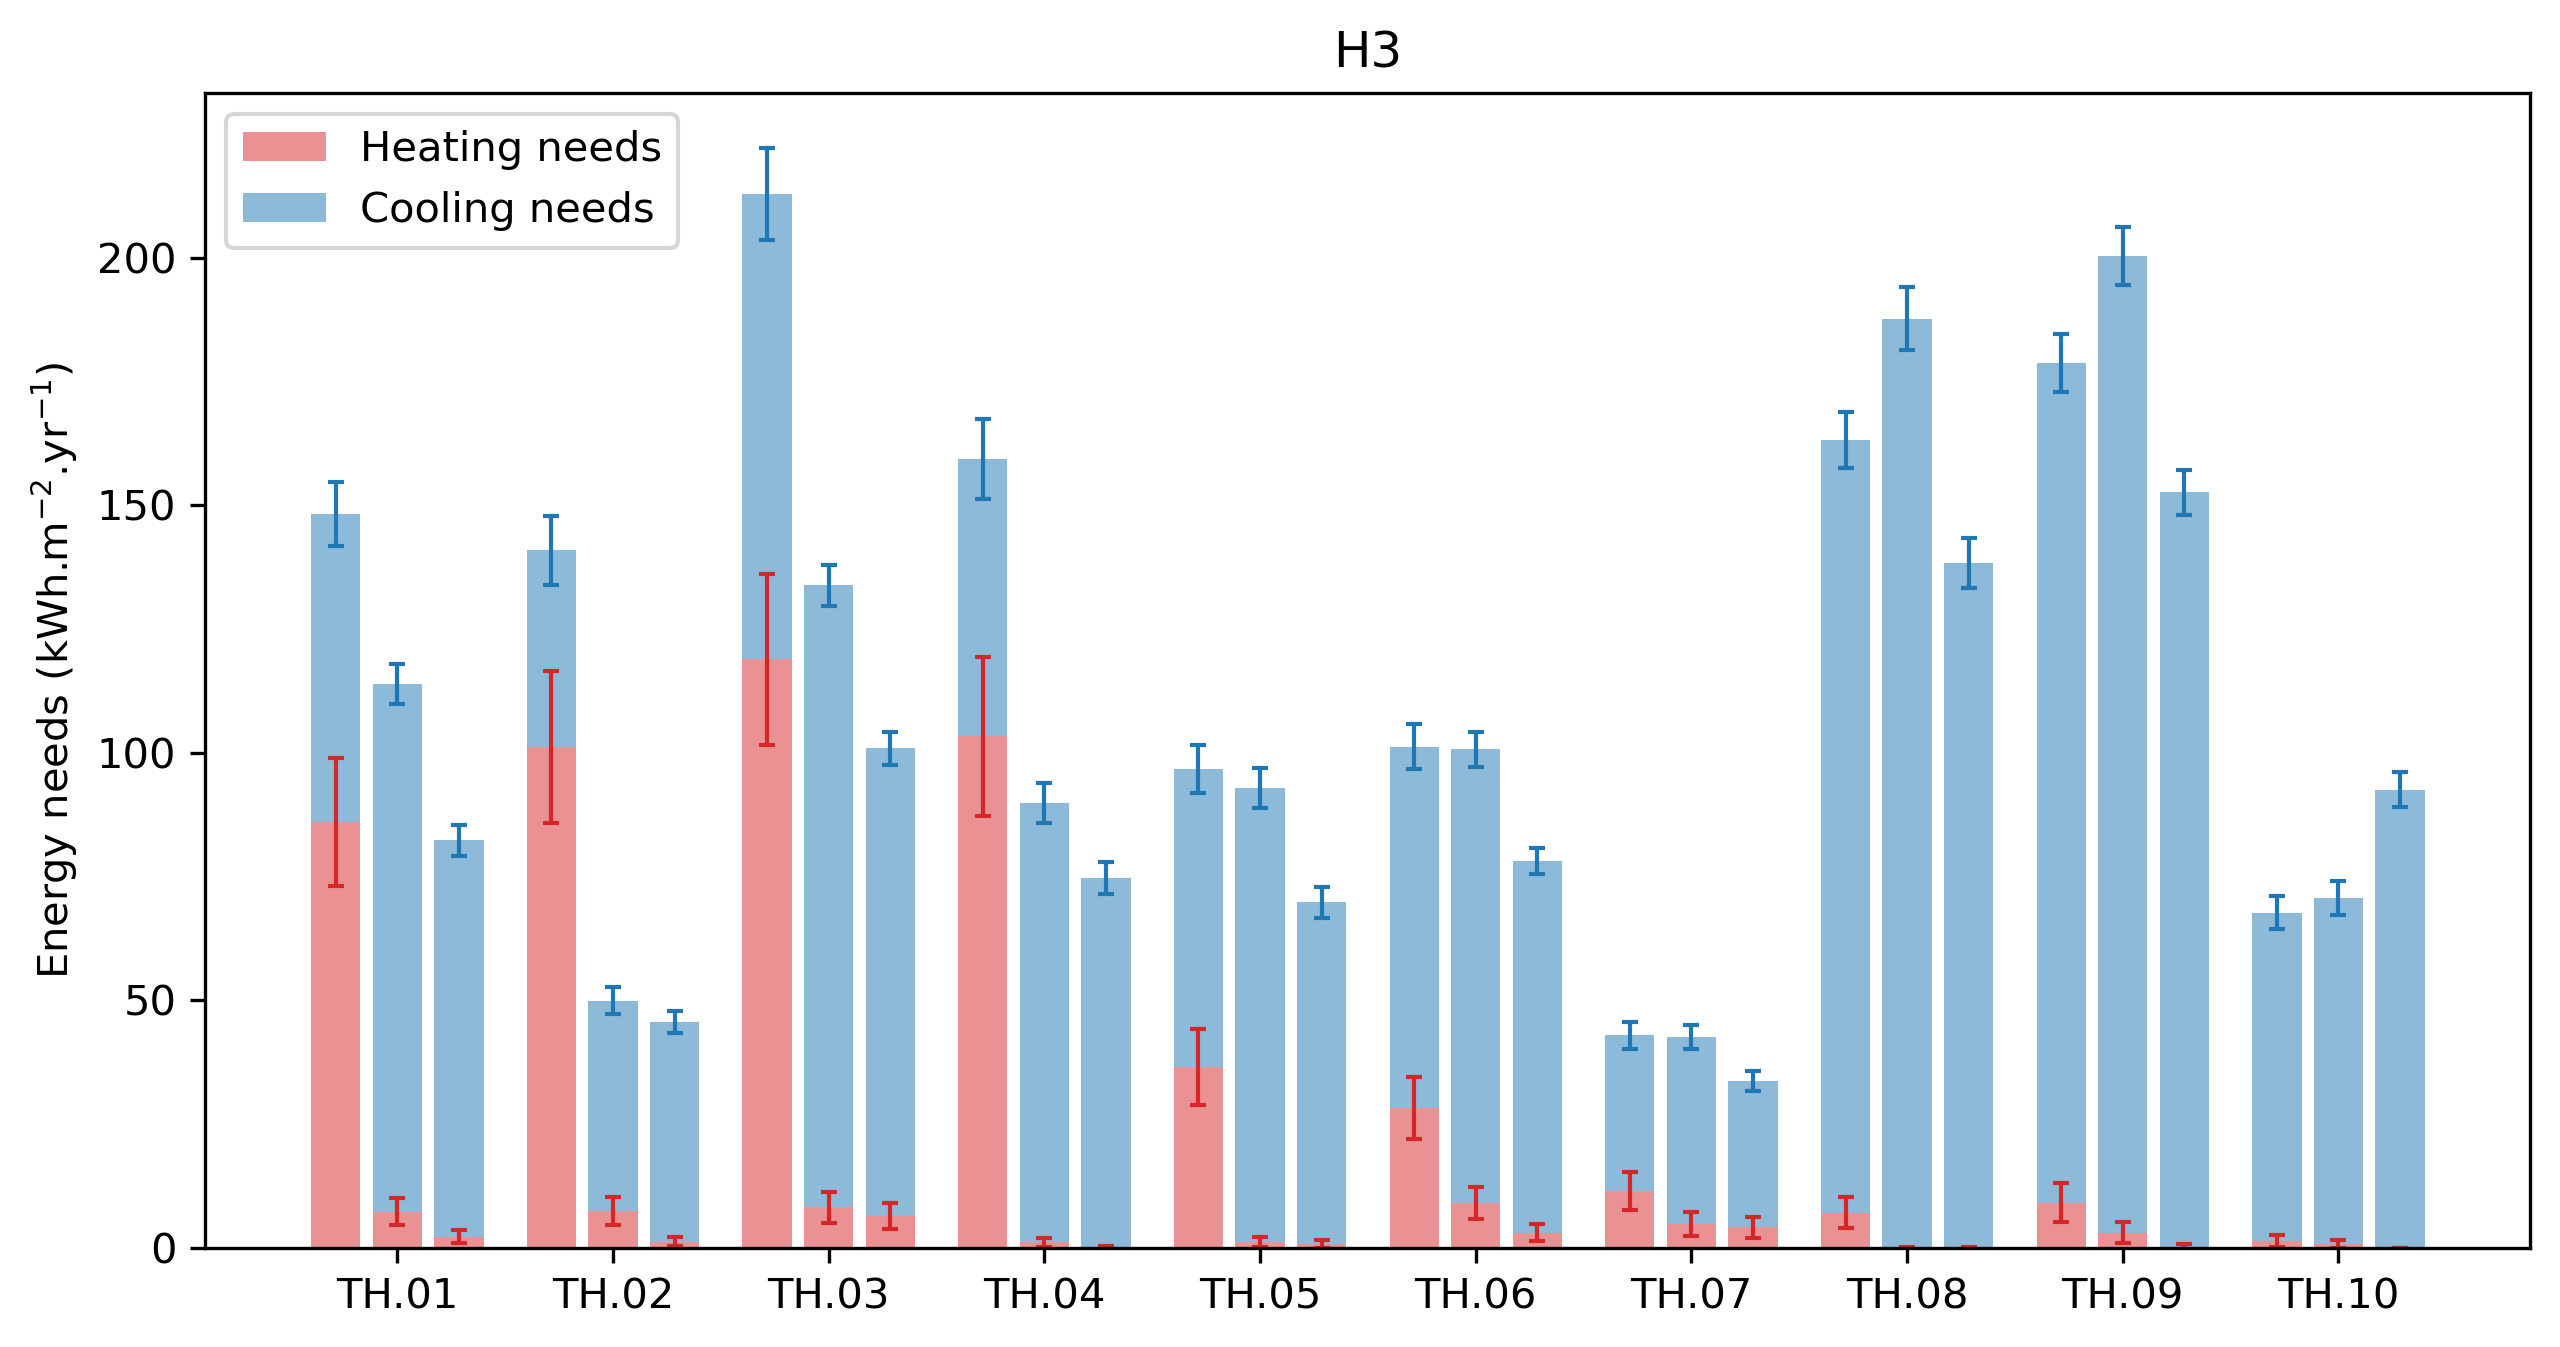 H3
Heating needs
Cooling needs
Energy needs (kWh.m⁻².yr⁻¹)
200
150
100
50
0
TH.01 TH.02 TH.03 TH.04 TH.05 TH.06 TH.07 TH.08 TH.09 TH.10